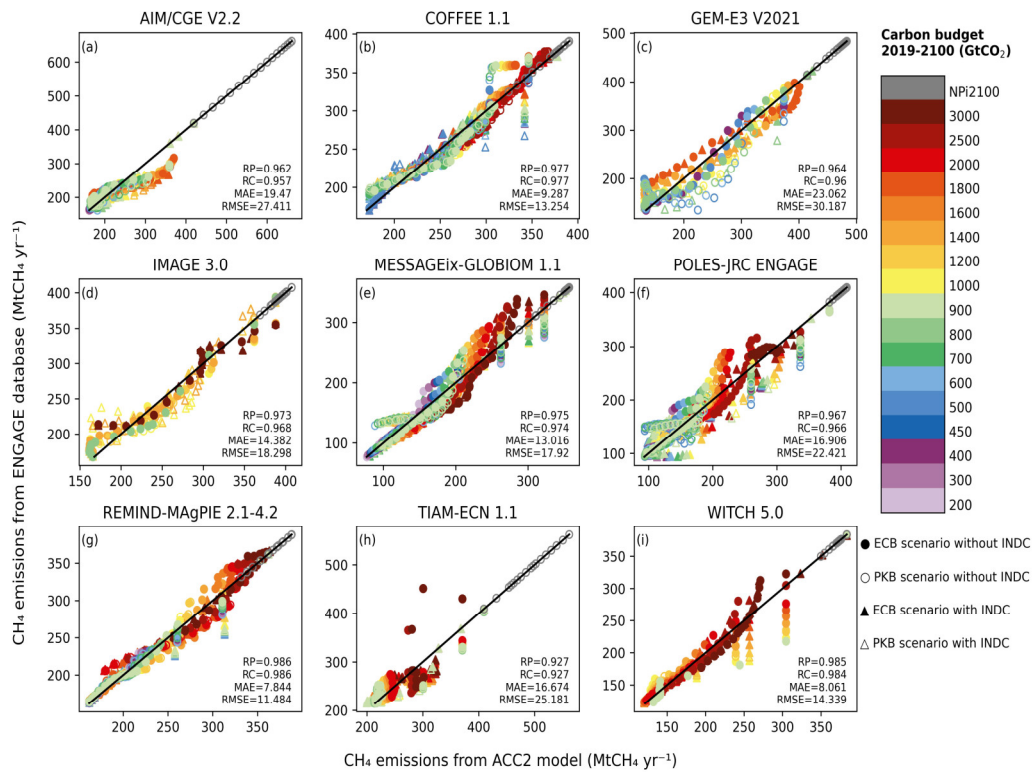 AIM/CGE V2.2
(a)
600
500
400
300
200
200
300
400
500
600
RP=0.962
RC=0.957
MAE=19.47
RMSE=27.411
COFFEE 1.1
(b)
400
350
300
250
200
200
250
300
350
400
RP=0.977
RC=0.977
MAE=9.287
RMSE=13.254
GEM-E3 V2021
(c)
500
400
300
200
200
300
400
500
RP=0.964
RC=0.96
MAE=23.062
RMSE=30.187
IMAGE 3.0
(d)
400
350
300
250
200
150
200
250
300
350
400
RP=0.973
RC=0.968
MAE=14.382
RMSE=18.298
MESSAGEix-GLOBIOM 1.1
(e)
300
200
100
100
200
300
RP=0.975
RC=0.974
MAE=13.016
RMSE=17.92
POLES-JRC ENGAGE
(f)
400
300
200
100
100
200
300
400
RP=0.967
RC=0.966
MAE=16.906
RMSE=22.421
REMIND-MAgPIE 2.1-4.2
(g)
350
300
250
200
200
250
300
350
RP=0.986
RC=0.986
MAE=7.844
RMSE=11.484
TIAM-ECN 1.1
(h)
500
400
300
200
200
300
400
500
RP=0.927
RC=0.927
MAE=16.674
RMSE=25.181
WITCH 5.0
(i)
350
300
250
200
150
150
200
250
300
350
RP=0.985
RC=0.984
MAE=8.061
RMSE=14.339
CH₄ emissions from ENGAGE database (MtCH₄ yr⁻¹)
CH₄ emissions from ACC2 model (MtCH₄ yr⁻¹)
Carbon budget
2019-2100 (GtCO₂)
NPi2100
3000
2500
2000
1800
1600
1400
1200
1000
900
800
700
600
500
450
400
300
200
ECB scenario without INDC
PKB scenario without INDC
ECB scenario with INDC
PKB scenario with INDC